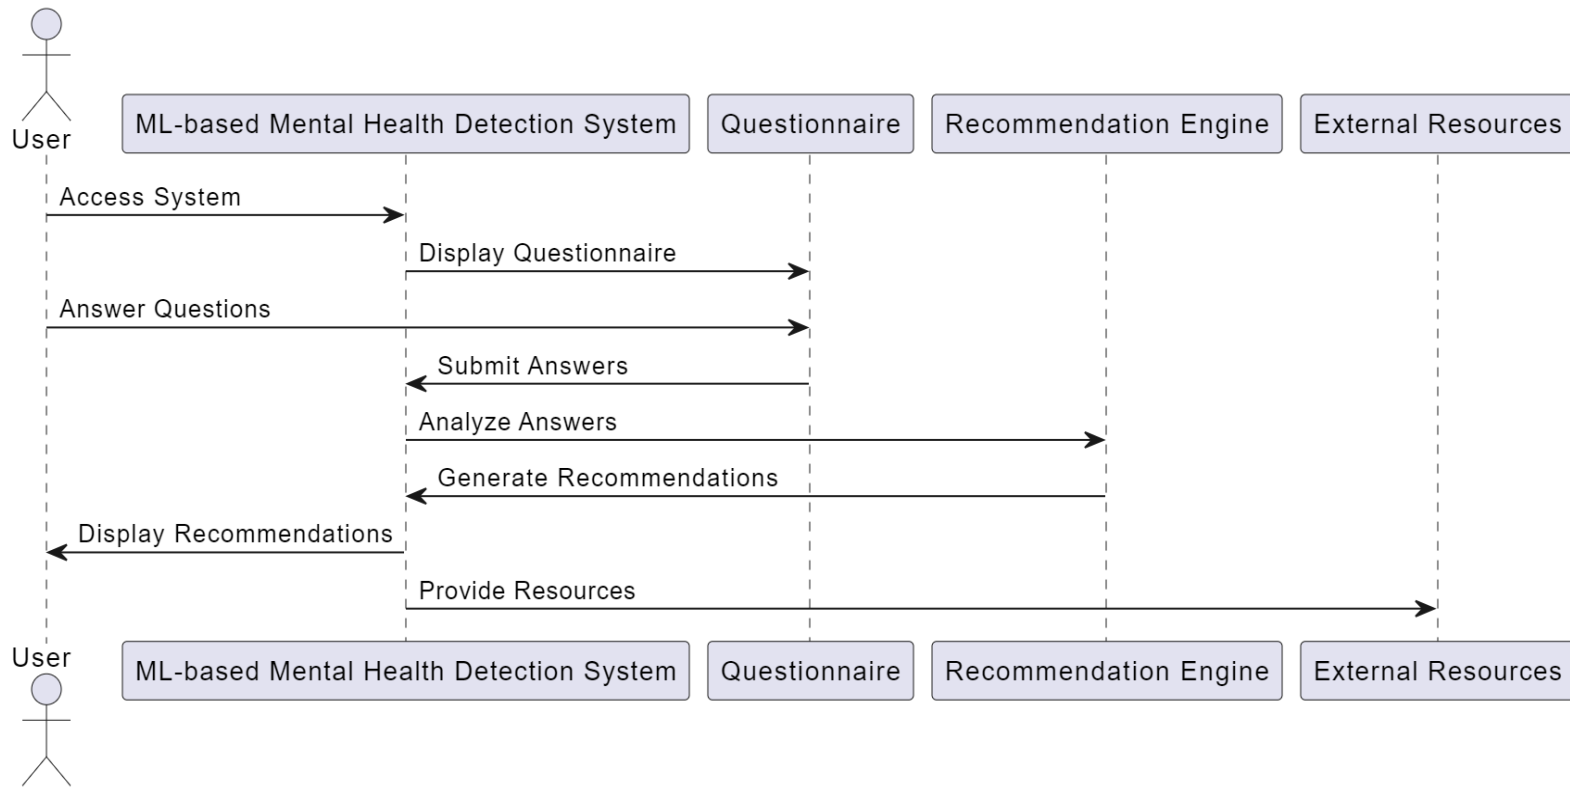 User
ML-based Mental Health Detection System
Questionnaire
Recommendation Engine
External Resources
Access System
Display Questionnaire
Answer Questions
Submit Answers
Analyze Answers
Generate Recommendations
Display Recommendations
Provide Resources
User
ML-based Mental Health Detection System
Questionnaire
Recommendation Engine
External Resources